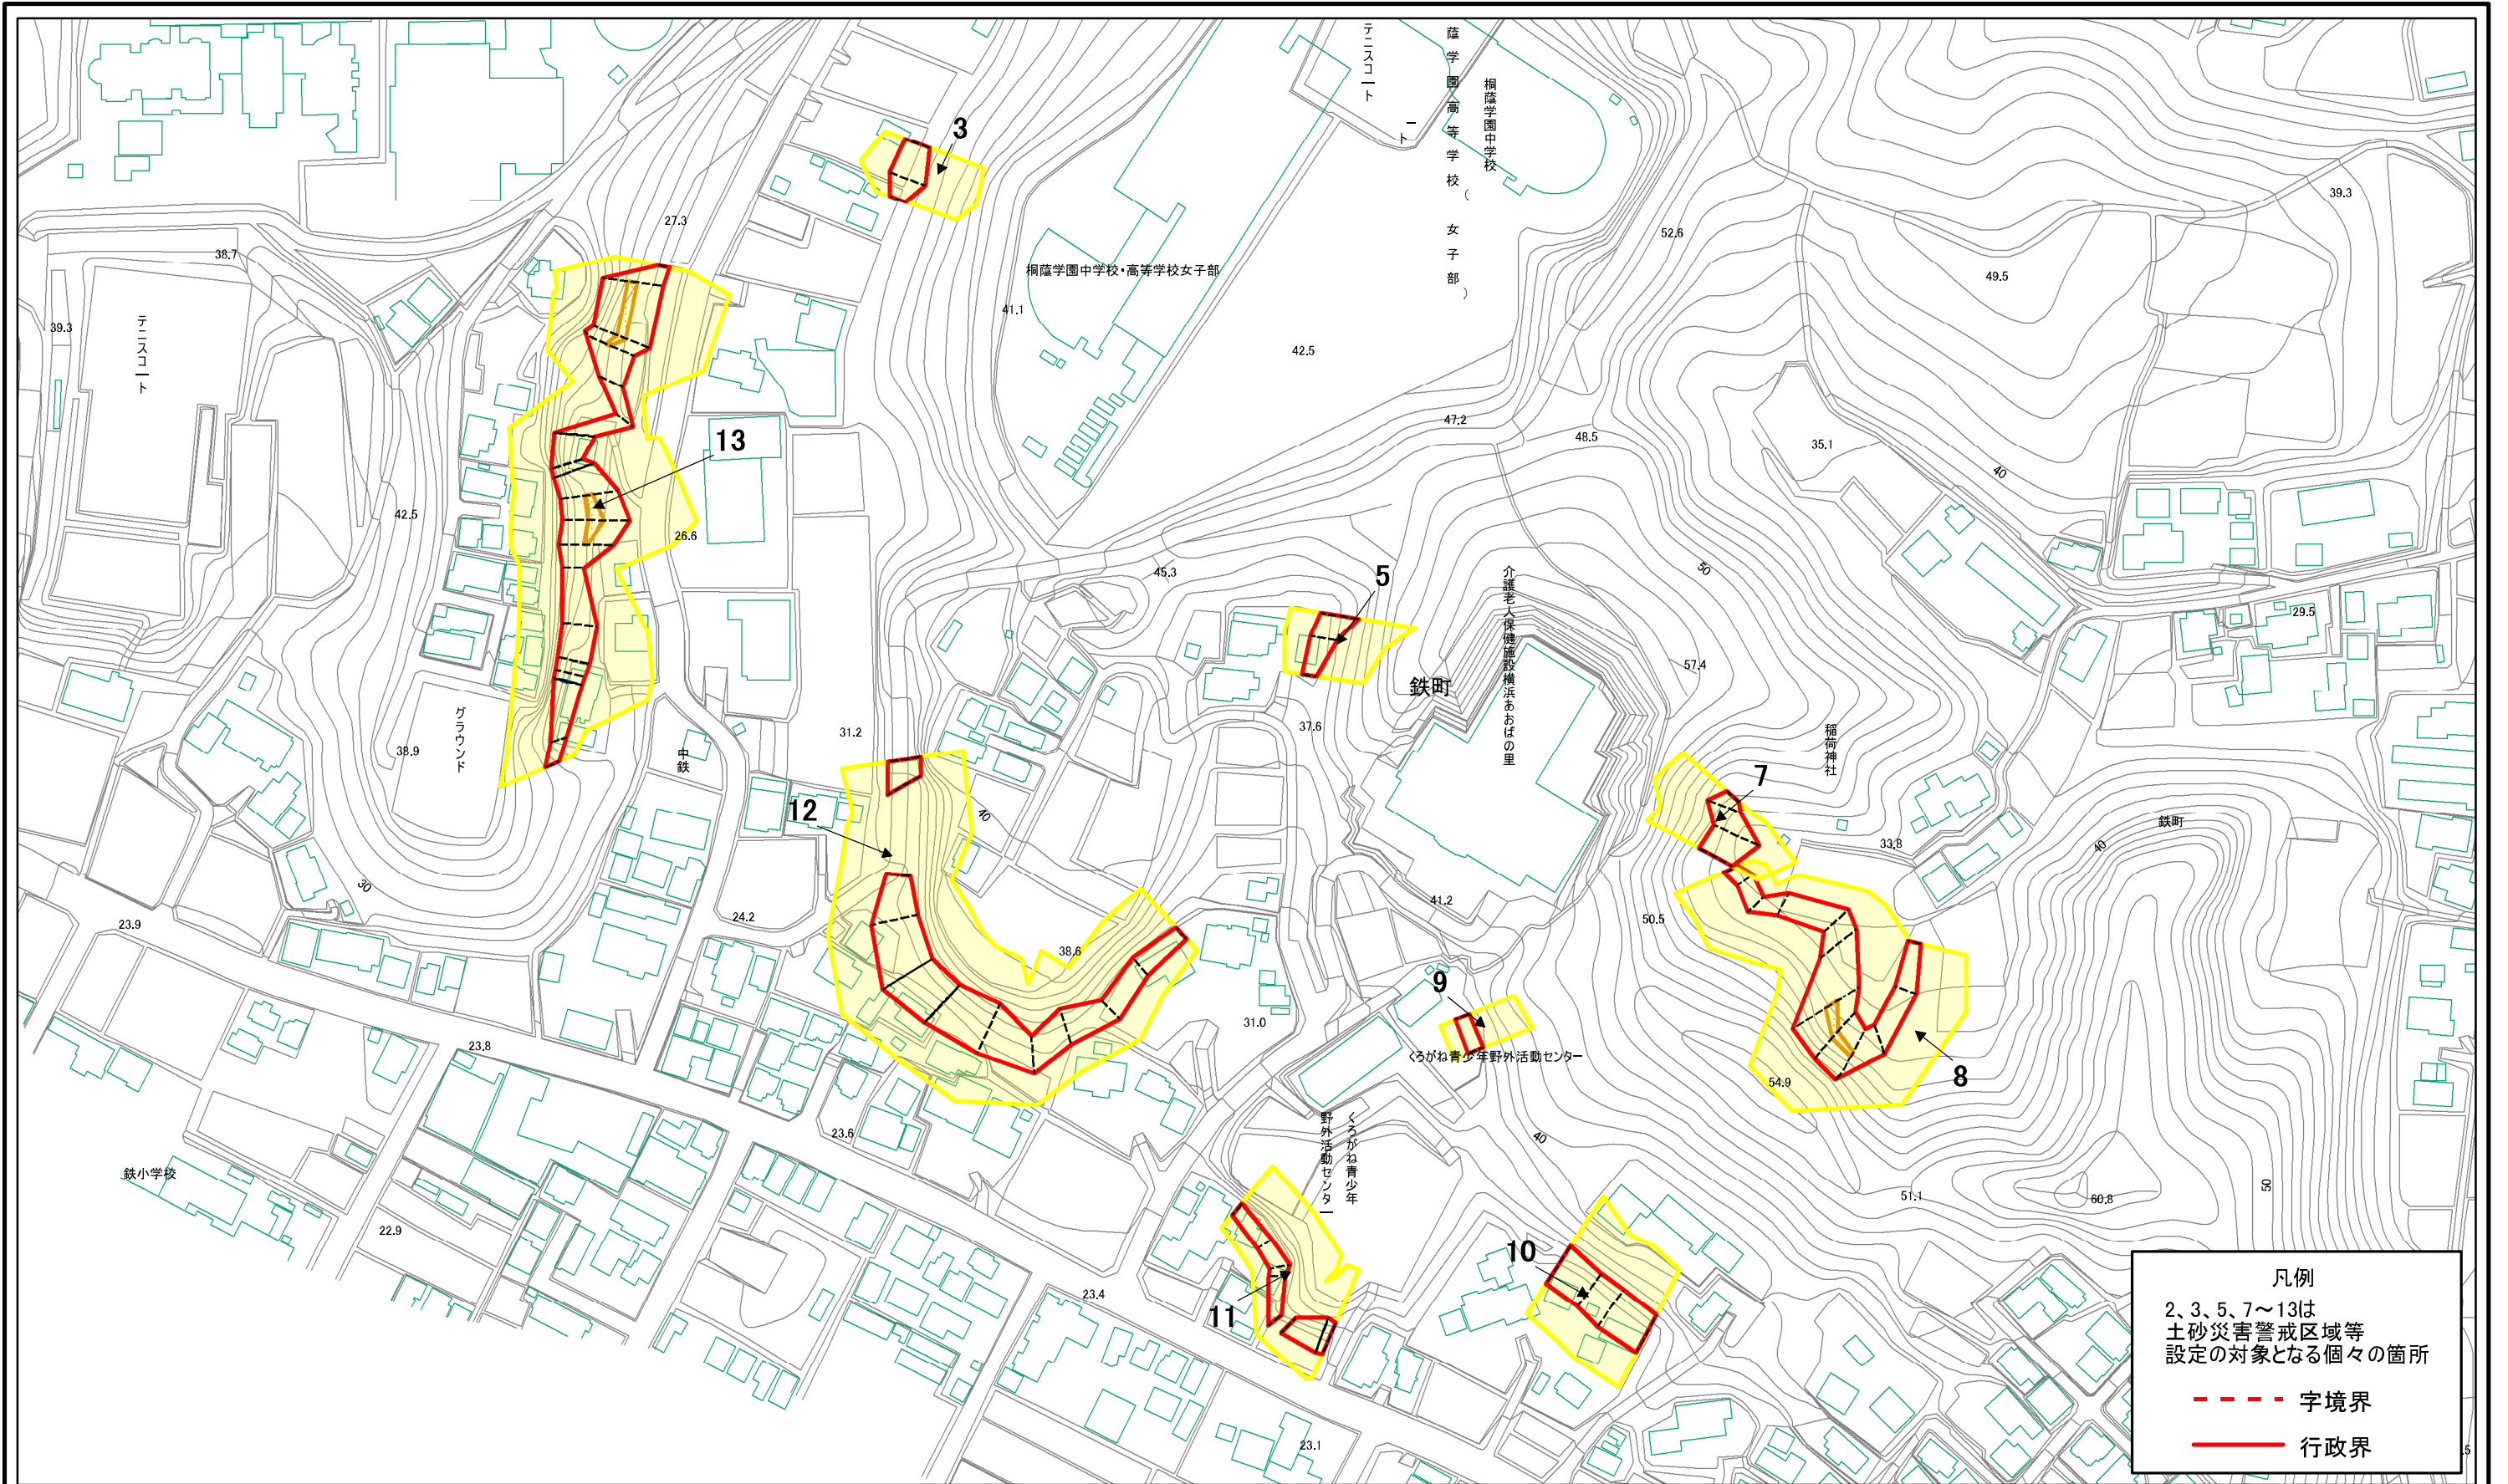 テニスコート
蔭学園高等学校（女子部）
桐蔭学園中学校
ート
3
27.3
38.7
39.3
テニスコート
桐蔭学園中学校・高等学校女子部
41.1
42.5
52.6
49.5
39.3
47.2
48.5
35.1
40
13
42.5
26.6
45.3
5
50
介護老人保健施設横浜あおばの里
29.5
57.4
鉄町
37.6
31.2
グラウンド
38.9
中鉄
稲荷神社
7
12
40
鉄町
33.8
40
30
23.9
24.2
38.6
41.2
50.5
9
31.0
くろがね青少年野外活動センター
23.8
54.9
8
23.6
40
くろがね青少年
野外活動センター
鉄小学校
22.9
51.1
60.8
50
10
11
23.4
23.1
凡例
2、3、5、7～13は
土砂災害警戒区域等
設定の対象となる個々の箇所
字境界
行政界